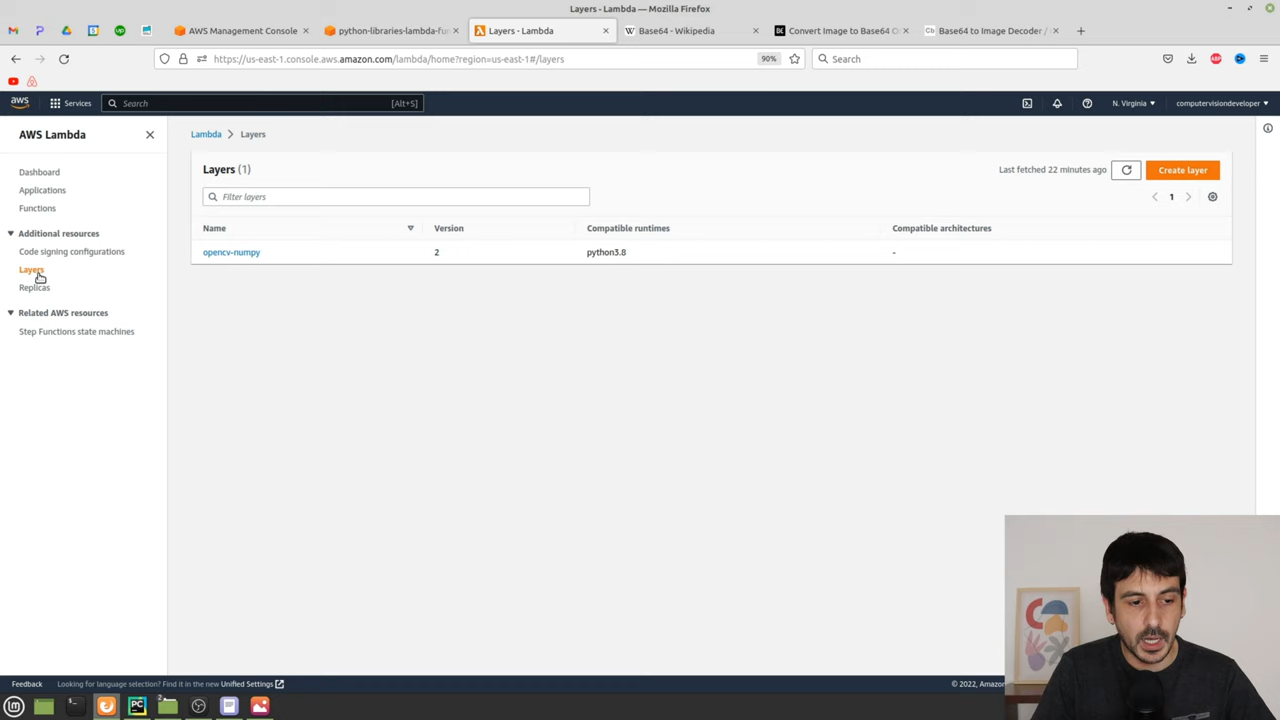 Layers - Lambda — Mozilla Firefox
AWS Management Console
python-libraries-lambda-fu
Layers - Lambda
Base64 - Wikipedia
Convert Image to Base64 O
Base64 to Image Decoder /
https://us-east-1.console.aws.amazon.com/lambda/home?region=us-east-1#/layers
90%
Search
aws
Services
Search
[Alt+S]
N. Virginia
computervisiondeveloper
AWS Lambda
Dashboard
Applications
Functions
Additional resources
Code signing configurations
Layers
Replicas
Related AWS resources
Step Functions state machines
Lambda > Layers
Layers (1)
Last fetched 22 minutes ago
Create layer
Filter layers
1
Name Version Compatible runtimes Compatible architectures
opencv-numpy 2 python3.8 -
Feedback
Looking for language selection? Find it in the new Unified Settings
© 2022, Amazon